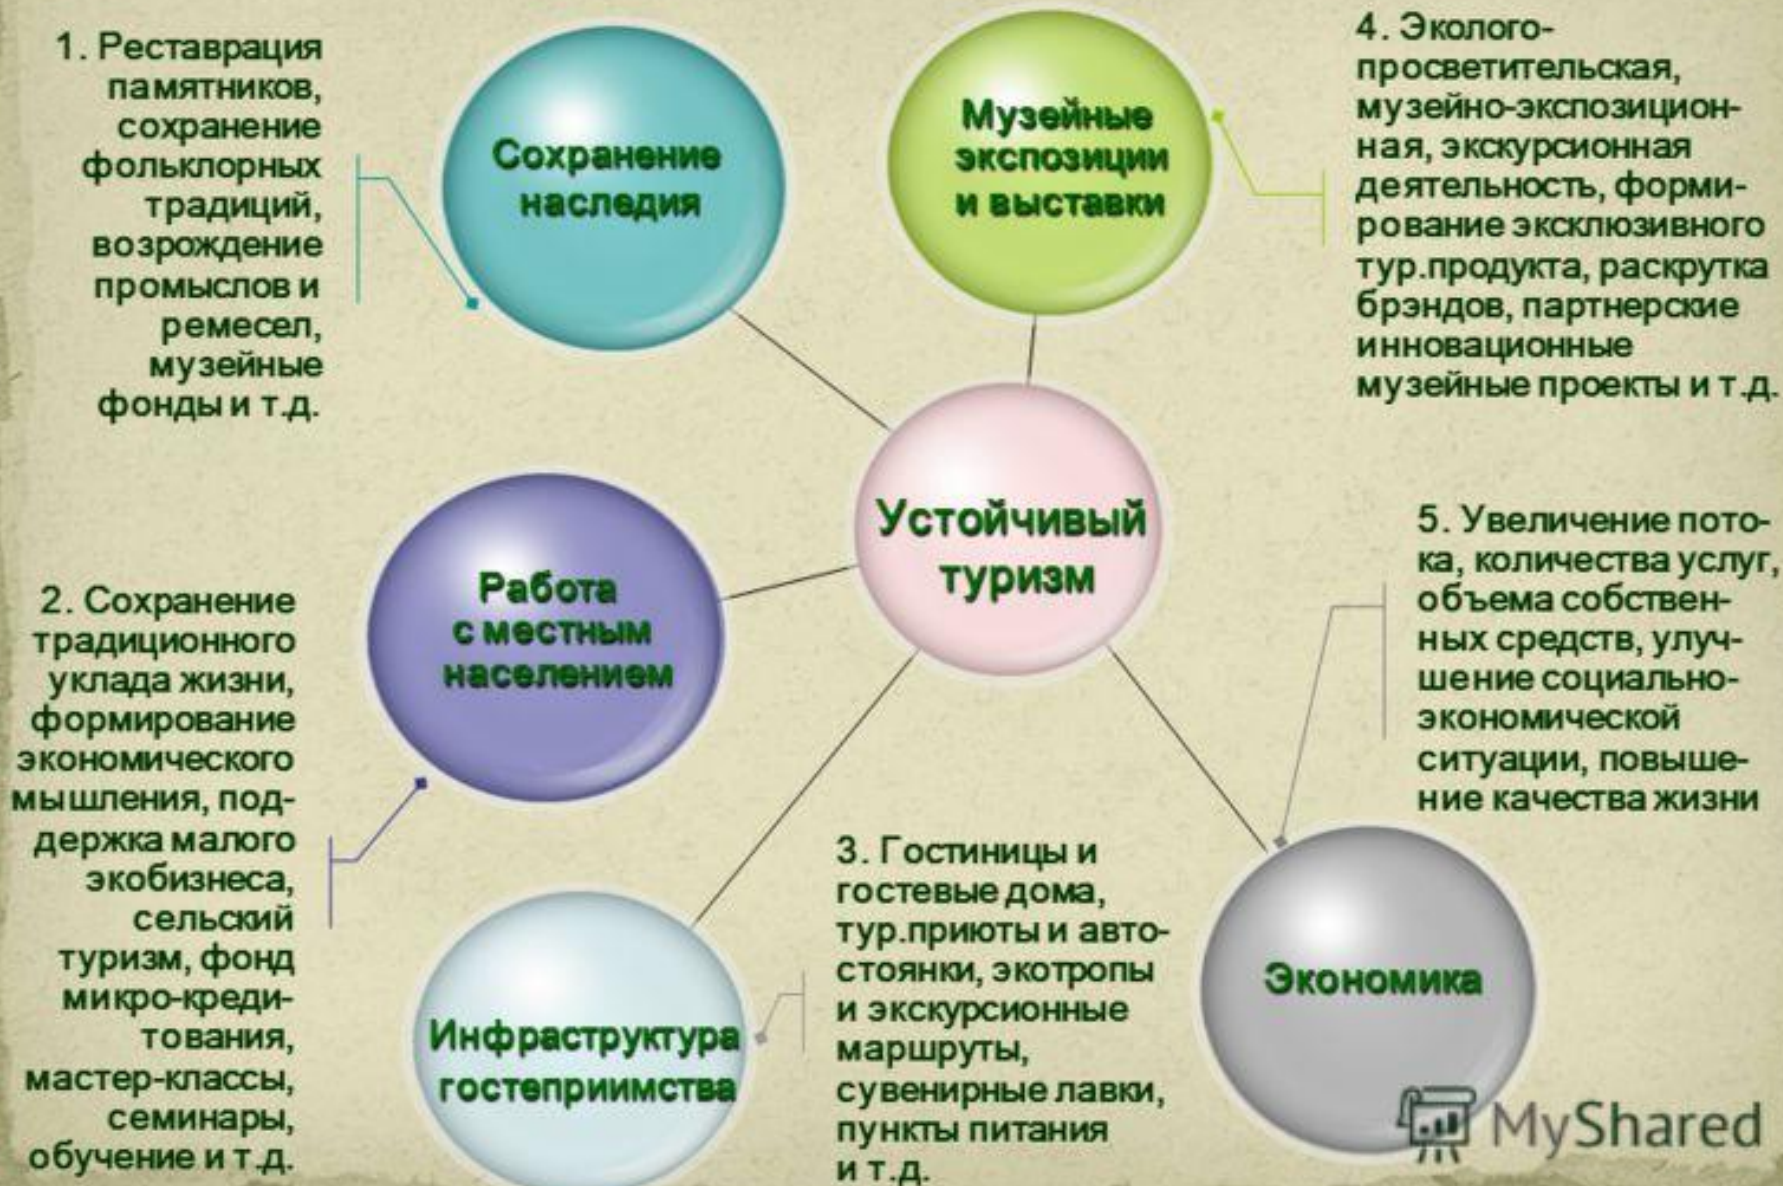 1. Реставрация
памятников,
сохранение
фольклорных
традиций,
возрождение
промыслов и
ремесел,
музейные
фонды и т.д.
Сохранение
наследия
Музейные
экспозиции
и выставки
4. Эколого-
просветительская,
музейно-экспозицион-
ная, экскурсионная
деятельность, форми-
рование эксклюзивного
тур.продукта, раскрутка
брэндов, партнерские
инновационные
музейные проекты и т.д.
Устойчивый
туризм
Работа
с местным
населением
2. Сохранение
традиционного
уклада жизни,
формирование
экономического
мышления, под-
держка малого
экобизнеса,
сельский
туризм, фонд
микро-креди-
тования,
мастер-классы,
семинары,
обучение и т.д.
5. Увеличение пото-
ка, количества услуг,
объема собствен-
ных средств, улуч-
шение социально-
экономической
ситуации, повыше-
ние качества жизни
Инфраструктура
гостеприимства
3. Гостиницы и
гостевые дома,
тур.приюты и авто-
стоянки, экотропы
и экскурсионные
маршруты,
сувенирные лавки,
пункты питания
и т.д.
Экономика
MyShared